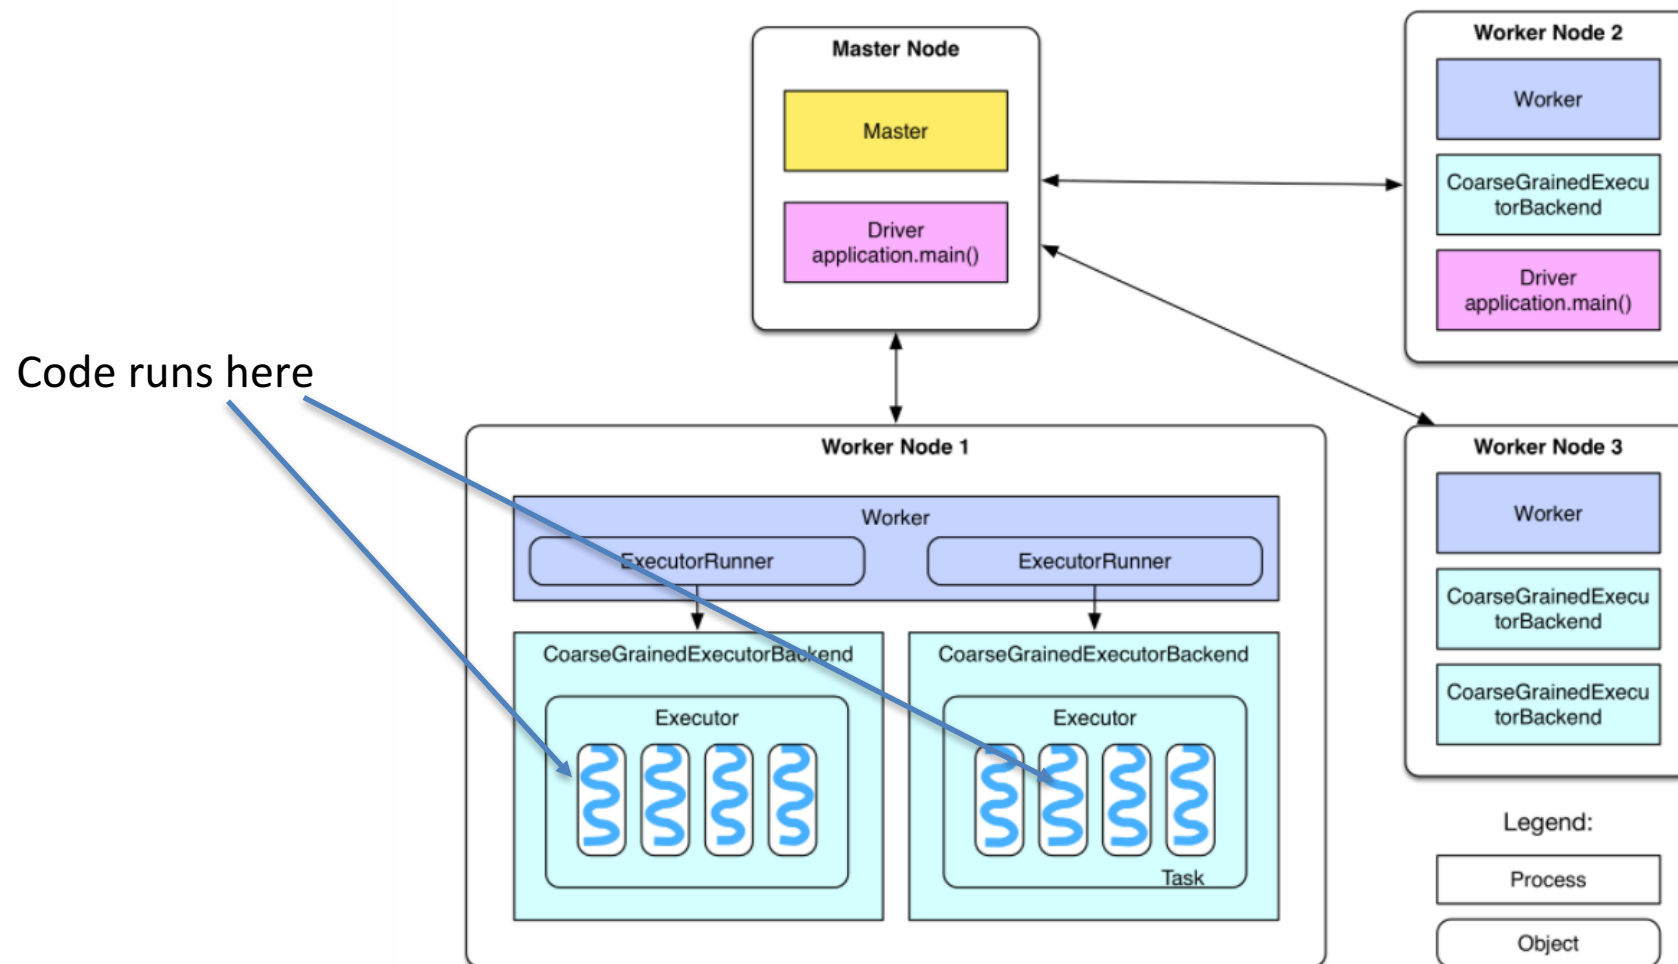 Master Node
Master
Driver
application.main()
Worker Node 2
Worker
CoarseGrainedExecu
torBackend
Driver
application.main()
Code runs here
Worker Node 1
Worker
ExecutorRunner
ExecutorRunner
CoarseGrainedExecutorBackend
CoarseGrainedExecutorBackend
Executor
Executor
Task
Worker Node 3
Worker
CoarseGrainedExecu
torBackend
CoarseGrainedExecu
torBackend
Legend:
Process
Object